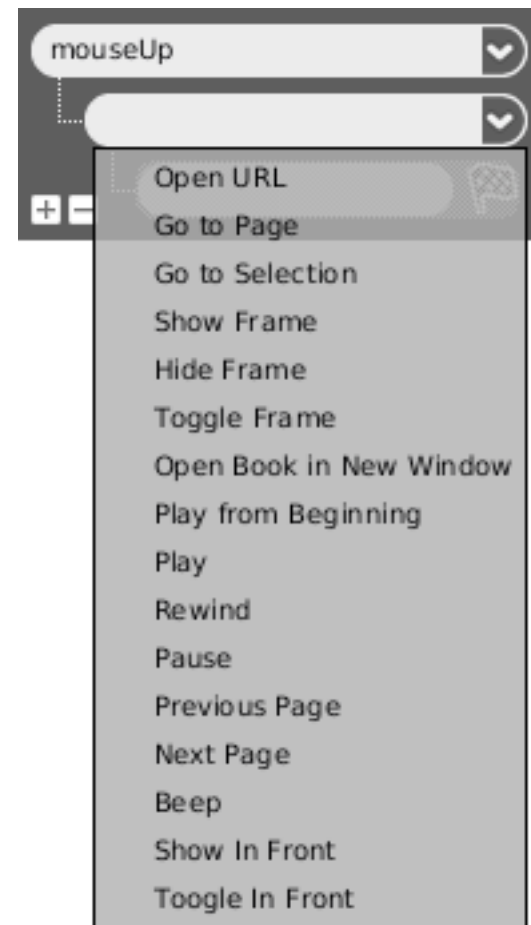 mouseUp
Open URL
Go to Page
Go to Selection
Show Frame
Hide Frame
Toggle Frame
Open Book in New Window
Play from Beginning
Play
Rewind
Pause
Previous Page
Next Page
Beep
Show In Front
Toogle In Front